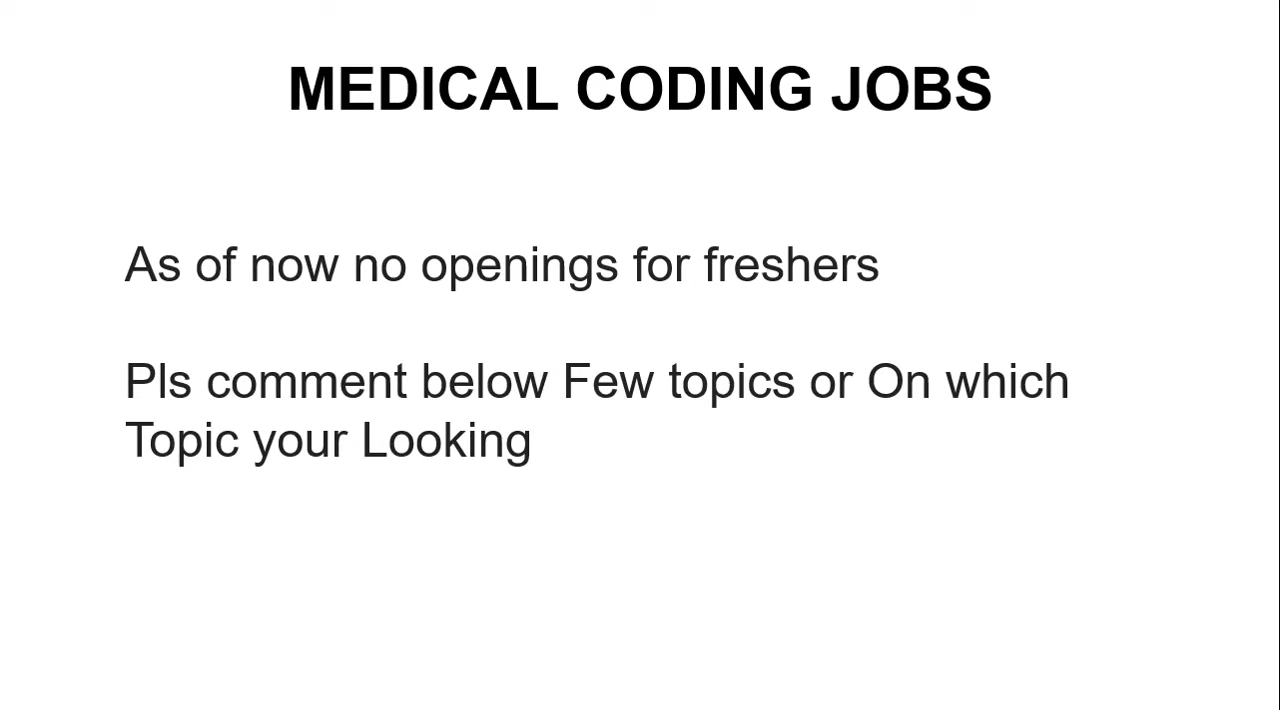 MEDICAL CODING JOBS
As of now no openings for freshers
Pls comment below Few topics or On which
Topic your Looking